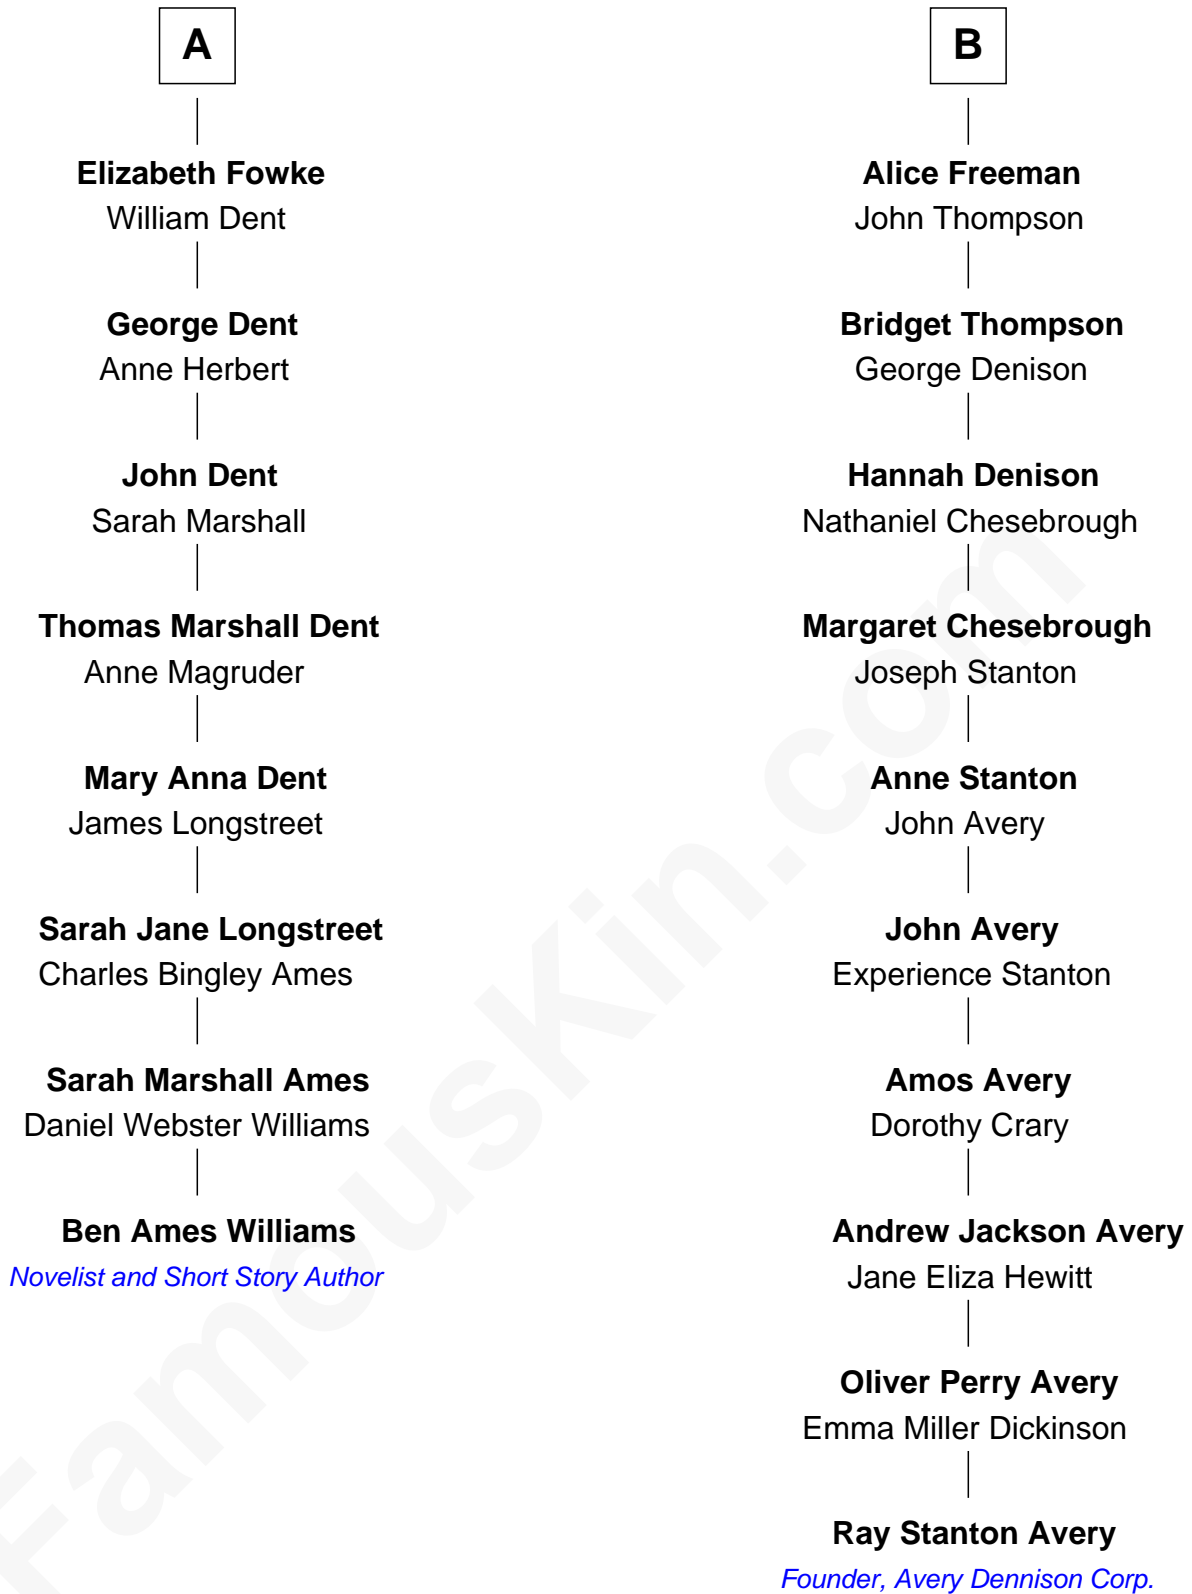 A
Elizabeth Fowke
William Dent
George Dent
Anne Herbert
John Dent
Sarah Marshall
Thomas Marshall Dent
Anne Magruder
Mary Anna Dent
James Longstreet
Sarah Jane Longstreet
Charles Bingley Ames
Sarah Marshall Ames
Daniel Webster Williams
Ben Ames Williams
Novelist and Short Story Author
B
Alice Freeman
John Thompson
Bridget Thompson
George Denison
Hannah Denison
Nathaniel Chesebrough
Margaret Chesebrough
Joseph Stanton
Anne Stanton
John Avery
John Avery
Experience Stanton
Amos Avery
Dorothy Crary
Andrew Jackson Avery
Jane Eliza Hewitt
Oliver Perry Avery
Emma Miller Dickinson
Ray Stanton Avery
Founder, Avery Dennison Corp.
FamousKin.com